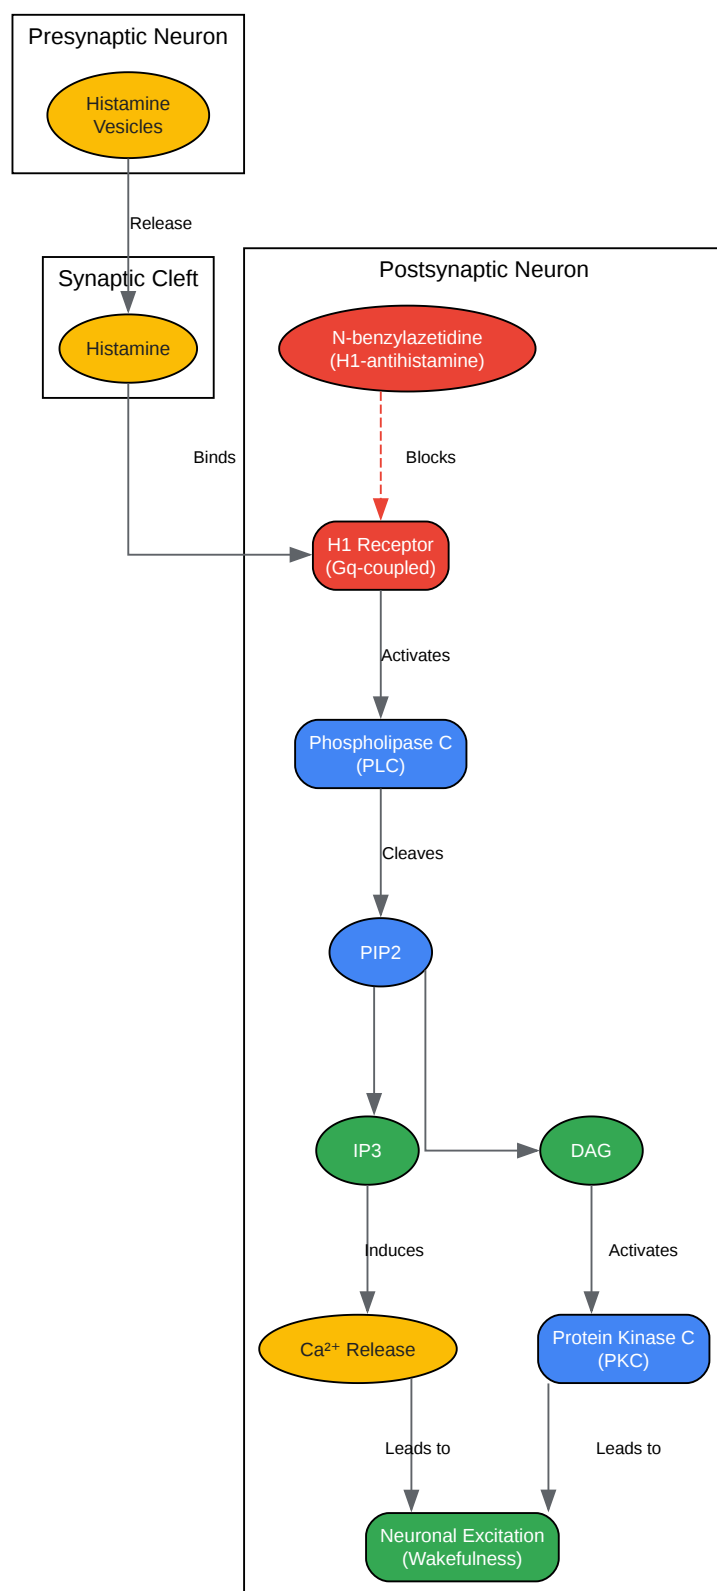 Presynaptic Neuron
Histamine
Vesicles
Release
Synaptic Cleft
Histamine
Postsynaptic Neuron
N-benzylazetidine
(H1-antihistamine)
Binds
Blocks
H1 Receptor
(Gq-coupled)
Activates
Phospholipase C
(PLC)
Cleaves
PIP2
IP3
DAG
Induces
Activates
Ca²⁺ Release
Protein Kinase C
(PKC)
Leads to
Leads to
Neuronal Excitation
(Wakefulness)